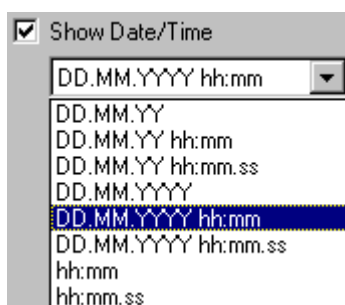 Show Date/Time
DD.MM.YYYY hh:mm
DD.MM.YY
DD.MM.YY hh:mm
DD.MM.YY hh:mm.ss
DD.MM.YYYY
DD.MM.YYYY hh:mm
DD.MM.YYYY hh:mm.ss
hh:mm
hh:mm.ss